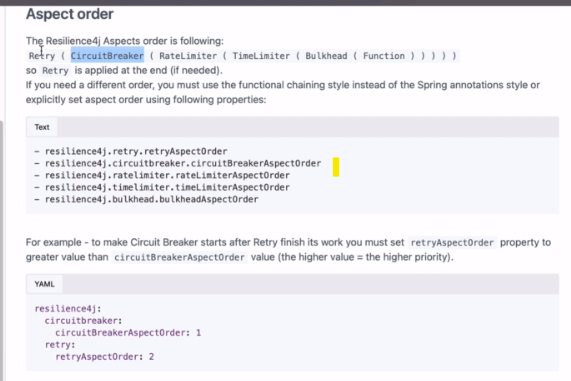 Aspect order
The Resilience4j Aspects order is following:
Retry ( CircuitBreaker ( RateLimiter ( TimeLimiter ( Bulkhead ( Function ) ) ) ) )
so Retry is applied at the end (if needed).
If you need a different order, you must use the functional chaining style instead of the Spring annotations style or
explicitly set aspect order using following properties:
Text
- resilience4j.retry.retryAspectOrder
- resilience4j.circuitbreaker.circuitBreakerAspectOrder
- resilience4j.ratelimiter.rateLimiterAspectOrder
- resilience4j.timelimiter.timeLimiterAspectOrder
- resilience4j.bulkhead.bulkheadAspectOrder
For example - to make Circuit Breaker starts after Retry finish its work you must set retryAspectOrder property to
greater value than circuitBreakerAspectOrder value (the higher value = the higher priority).
YAML
resilience4j:
  circuitbreaker:
    circuitBreakerAspectOrder: 1
  retry:
    retryAspectOrder: 2